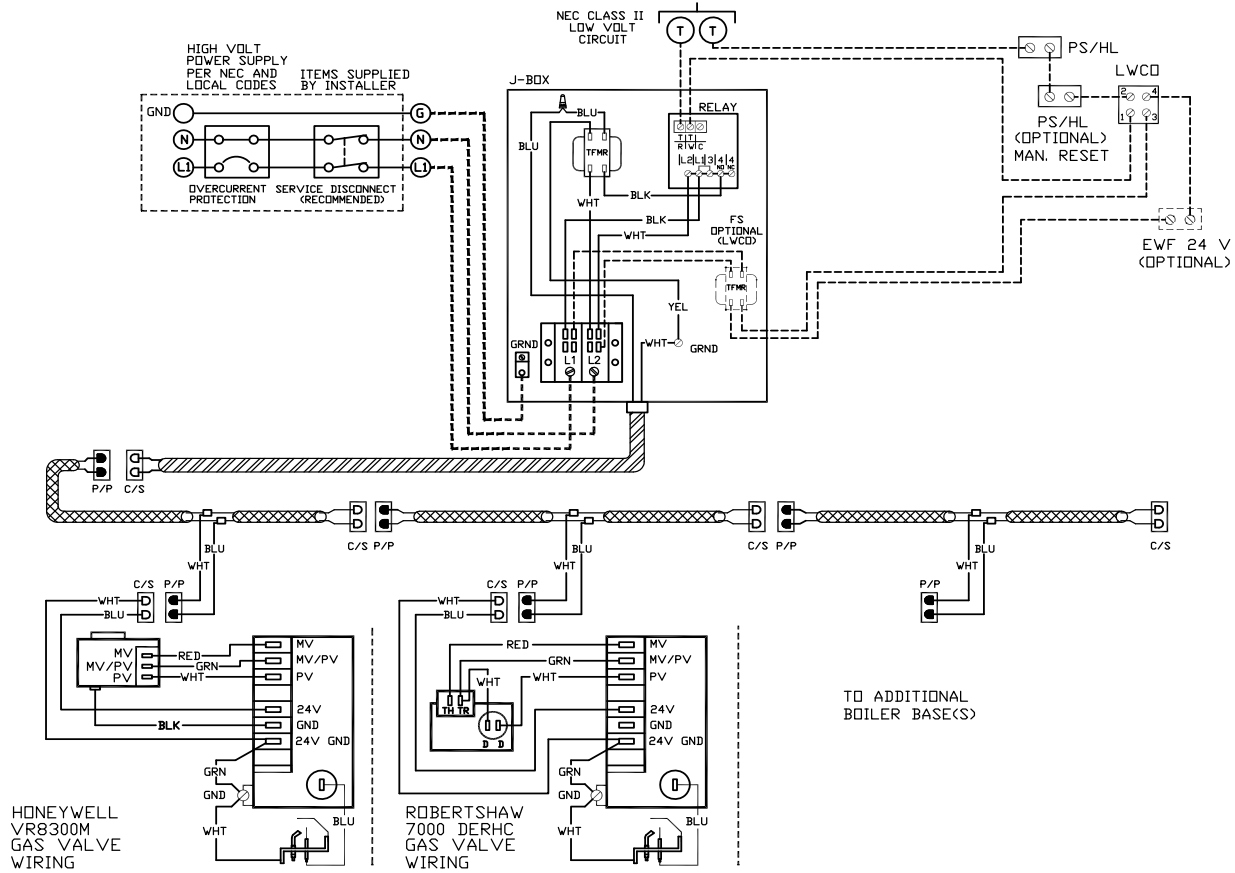 NEC CLASS II
LOW VOLT
CIRCUIT
T
T
PS/HL
LWCO
2
4
1
3
PS/HL
(OPTIONAL)
MAN. RESET
EWF 24 V
(OPTIONAL)
HIGH VOLT
POWER SUPPLY
PER NEC AND
LOCAL CODES
ITEMS SUPPLIED
BY INSTALLER
GND
G
N
N
L1
L1
OVERCURRENT
PROTECTION
SERVICE DISCONNECT
(RECOMMENDED)
J-BOX
BLU
BLU
TFMR
RELAY
T T
R W C
L2 L1 3 4 4
NO NC
BLK
WHT
BLK
WHT
FS
OPTIONAL
(LWCO)
TFMR
YEL
GRND
L1
L2
WHT
GRND
P/P
C/S
C/S
P/P
C/S
P/P
C/S
BLU
WHT
BLU
WHT
BLU
WHT
C/S
P/P
WHT
BLU
MV
MV/PV
PV
RED
GRN
WHT
BLK
MV
MV/PV
PV
24V
GND
24V GND
GRN
GND
WHT
BLU
HONEYWELL
VR8300M
GAS VALVE
WIRING
C/S
P/P
WHT
BLU
RED
GRN
WHT
WHT
TH TR
D D
MV
MV/PV
PV
24V
GND
24V GND
GRN
GND
WHT
BLU
ROBERTSHAW
7000 DERHC
GAS VALVE
WIRING
P/P
TO ADDITIONAL
BOILER BASE(S)